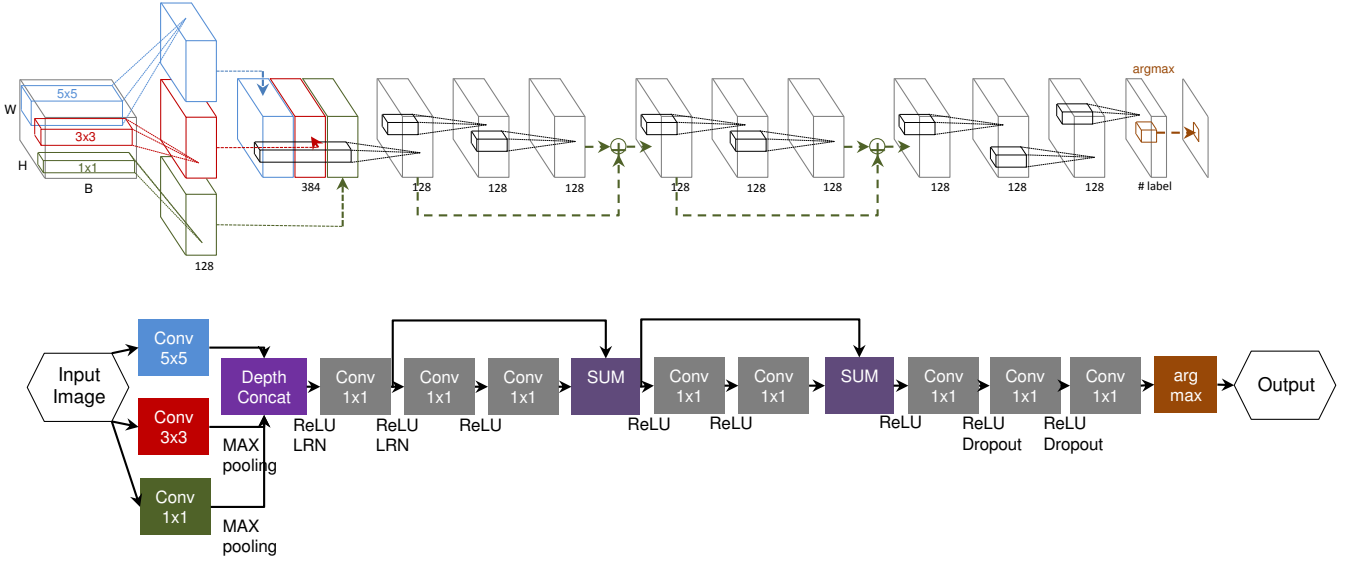 argmax
5x5
W
3x3
H
1x1
B
384
128
128
128
128
128
128
128
128
128
# label
128
Conv
5x5
Input
Image
Depth
Concat
Conv
1x1
Conv
1x1
Conv
1x1
SUM
Conv
1x1
Conv
1x1
SUM
Conv
1x1
Conv
1x1
Conv
1x1
arg
max
Output
Conv
3x3
MAX
pooling
ReLU
LRN
ReLU
LRN
ReLU
ReLU
ReLU
ReLU
ReLU
Dropout
ReLU
Dropout
Conv
1x1
MAX
pooling